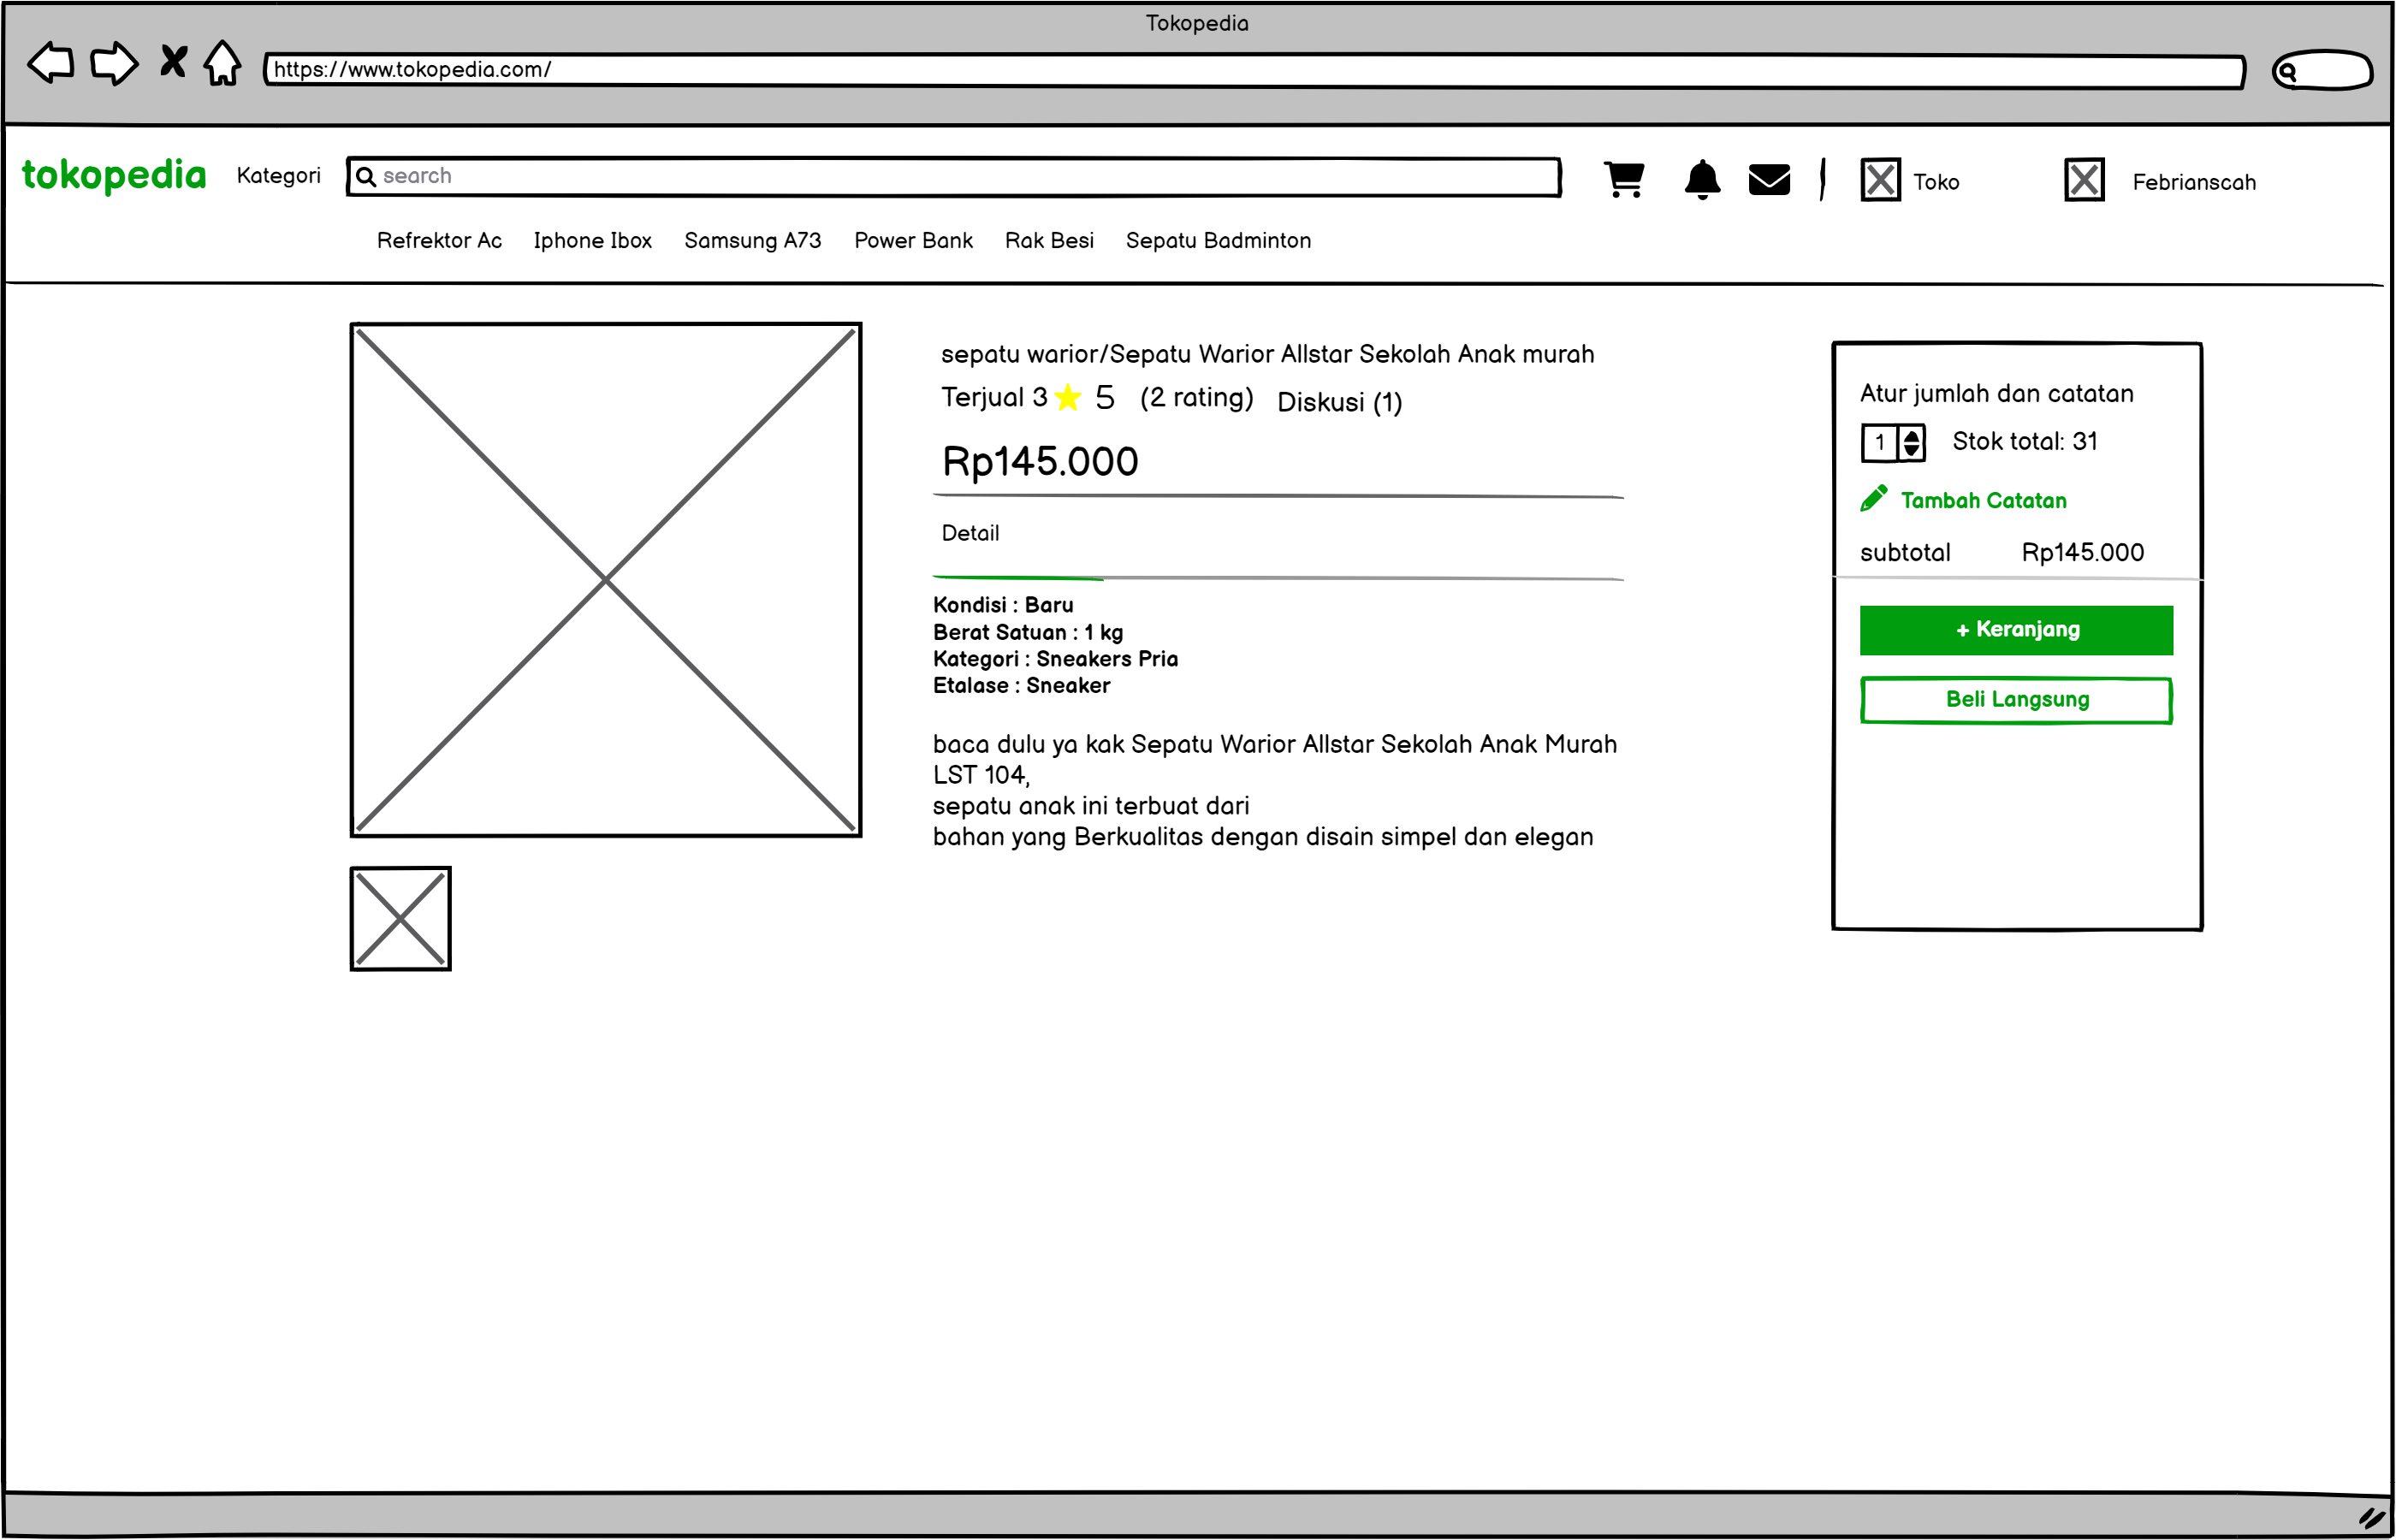 Tokopedia
https://www.tokopedia.com/
tokopedia Kategori search Toko Febrianscah
Refrektor Ac Iphone Ibox Samsung A73 Power Bank Rak Besi Sepatu Badminton
sepatu warior/Sepatu Warior Allstar Sekolah Anak murah
Terjual 3 5 (2 rating) Diskusi (1)
Rp145.000
Detail
Kondisi : Baru
Berat Satuan : 1 kg
Kategori : Sneakers Pria
Etalase : Sneaker
baca dulu ya kak Sepatu Warior Allstar Sekolah Anak Murah
LST 104,
sepatu anak ini terbuat dari
bahan yang Berkualitas dengan disain simpel dan elegan
Atur jumlah dan catatan
1 Stok total: 31
Tambah Catatan
subtotal Rp145.000
+ Keranjang
Beli Langsung